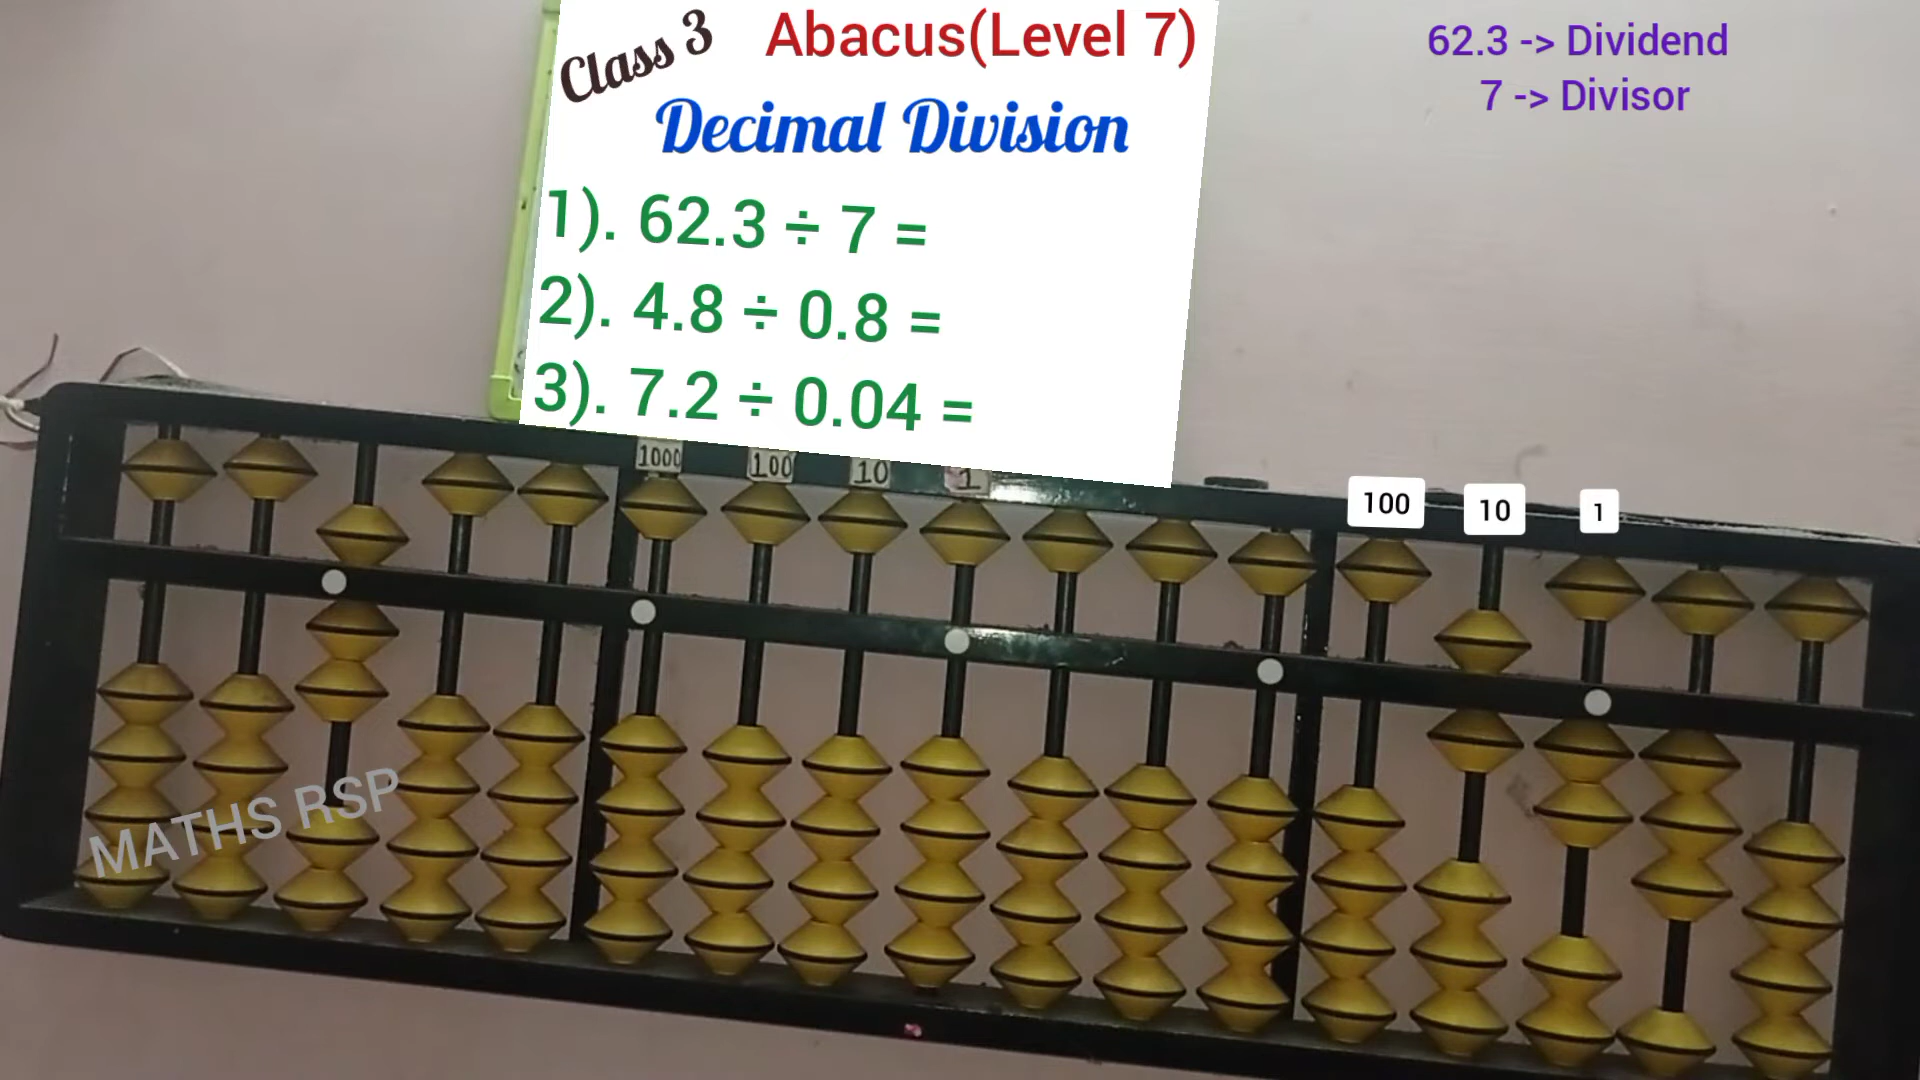 Class 3
Abacus(Level 7)
Decimal Division
1). 62.3 ÷ 7 =
2). 4.8 ÷ 0.8 =
3). 7.2 ÷ 0.04 =
62.3 -> Dividend
7 -> Divisor
1000 100 10 1
100 10 1
MATHS RSP